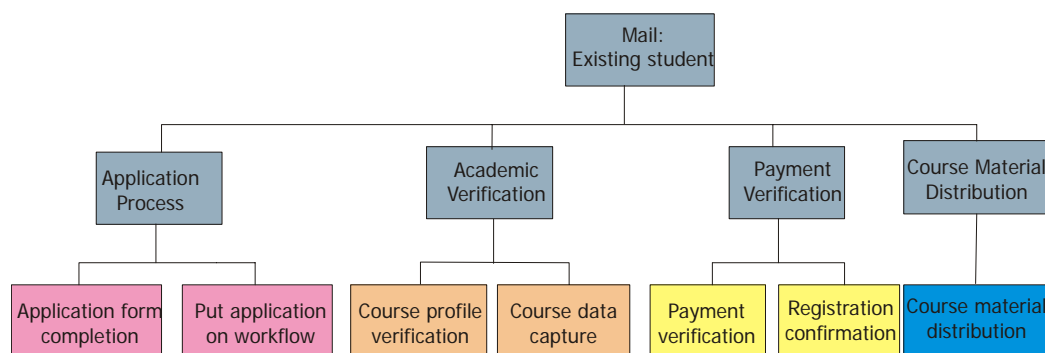 Mail:
Existing student
Application
Process
Academic
Verification
Payment
Verification
Course Material
Distribution
Application form
completion
Put application
on workflow
Course profile
verification
Course data
capture
Payment
verification
Registration
confirmation
Course material
distribution